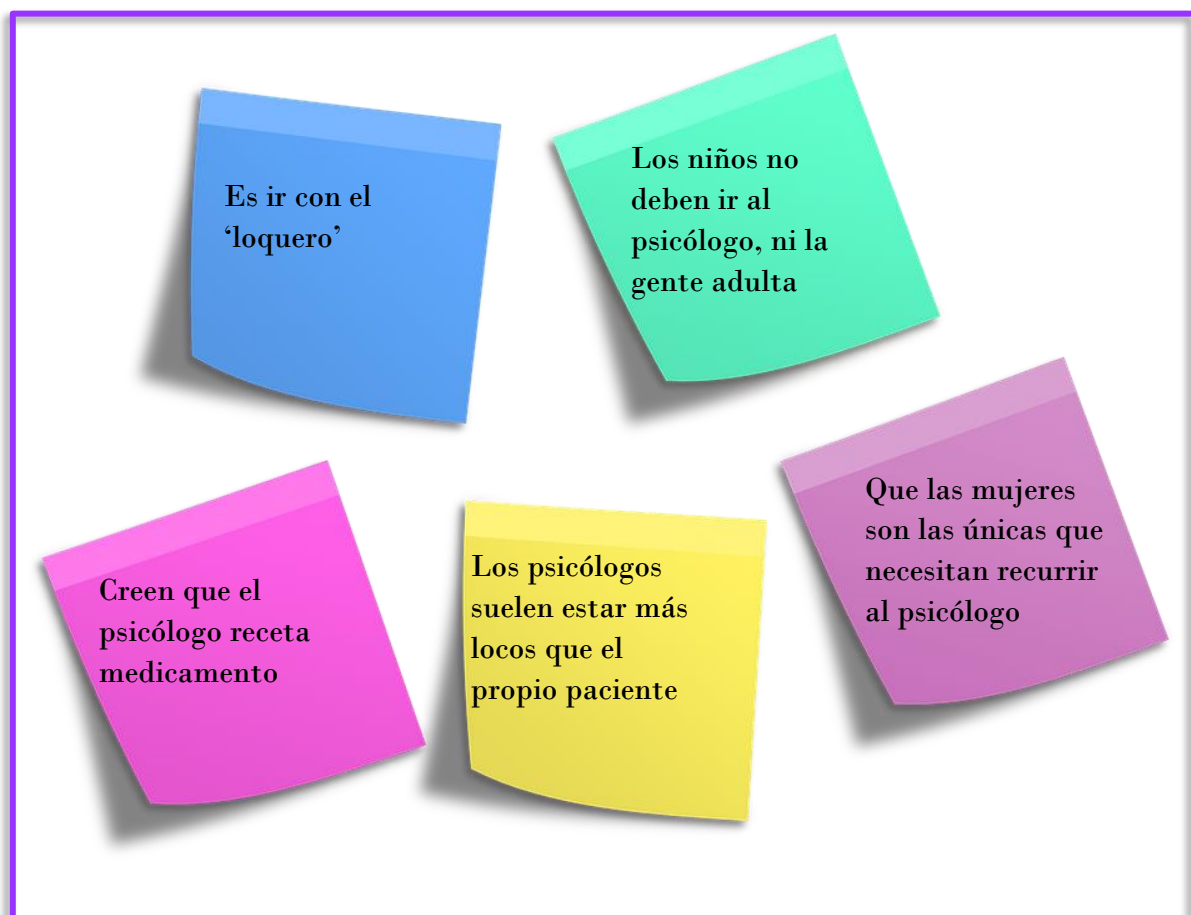 Es ir con el
‘loquero’
Los niños no
deben ir al
psicólogo, ni la
gente adulta
Creen que el
psicólogo receta
medicamento
Los psicólogos
suelen estar más
locos que el
propio paciente
Que las mujeres
son las únicas que
necesitan recurrir
al psicólogo